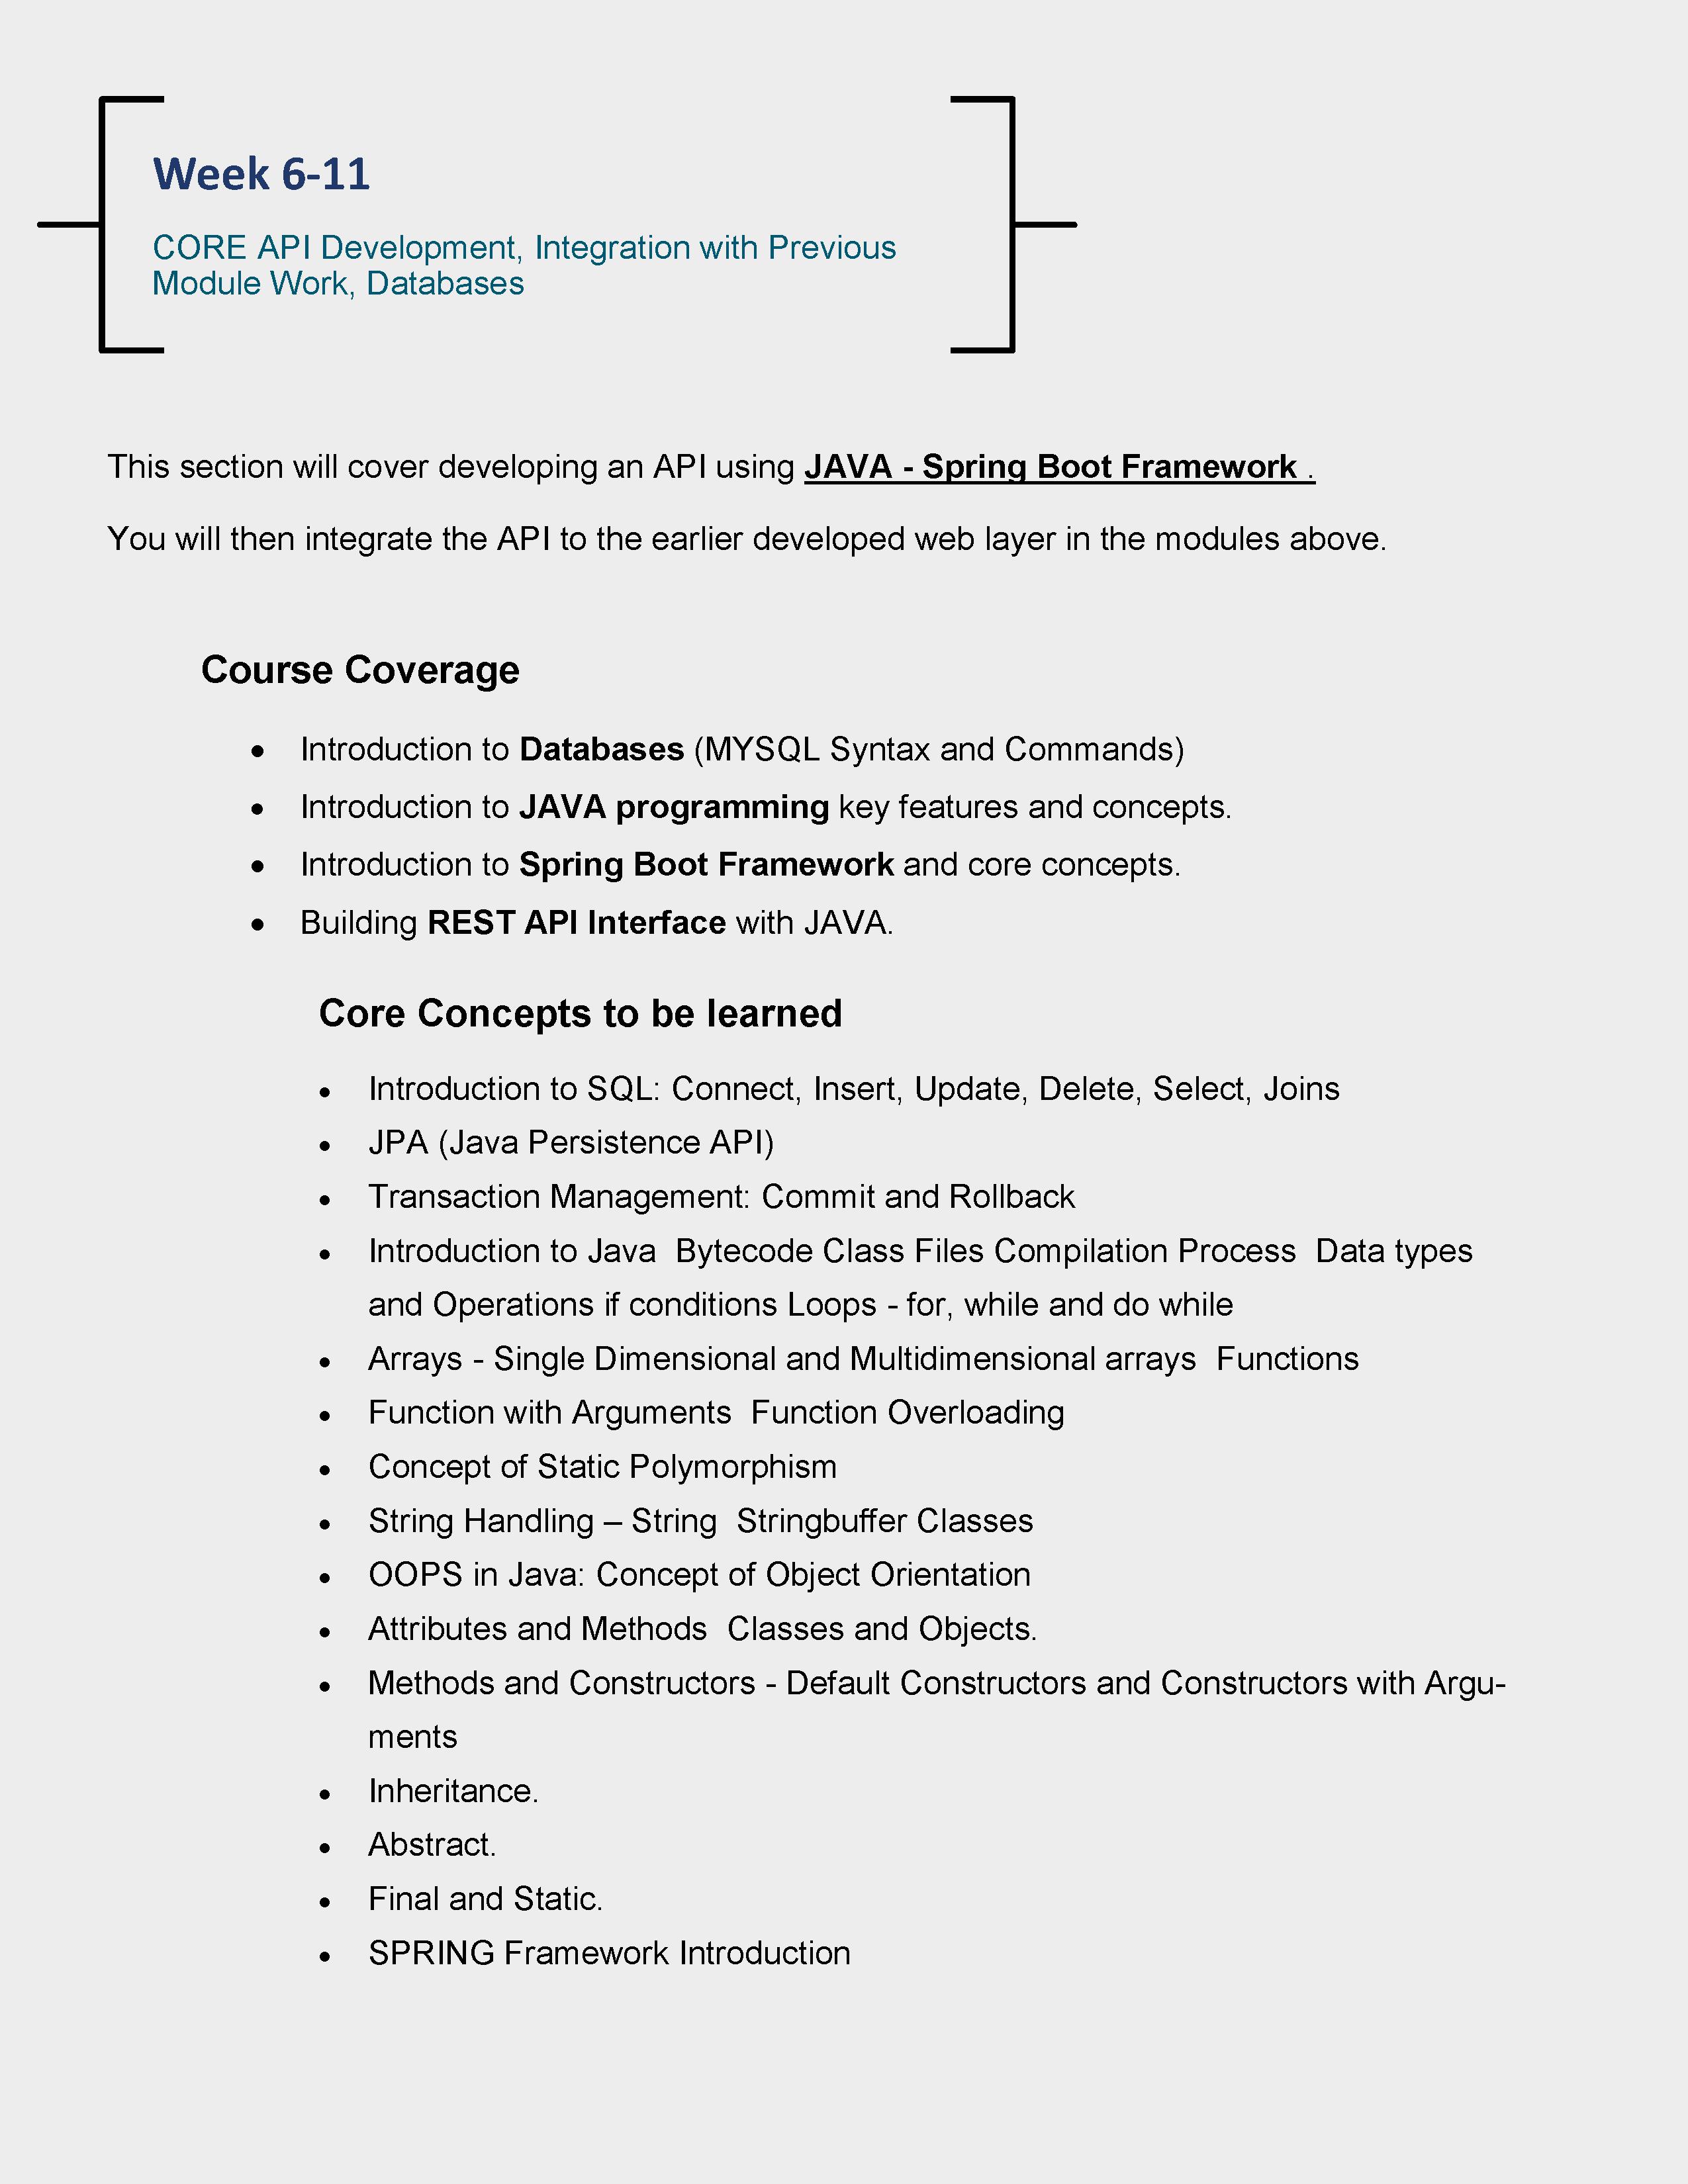 Week 6-11
CORE API Development, Integration with Previous
Module Work, Databases
This section will cover developing an API using JAVA - Spring Boot Framework .
You will then integrate the API to the earlier developed web layer in the modules above.
Course Coverage
• Introduction to Databases (MYSQL Syntax and Commands)
• Introduction to JAVA programming key features and concepts.
• Introduction to Spring Boot Framework and core concepts.
• Building REST API Interface with JAVA.
Core Concepts to be learned
• Introduction to SQL: Connect, Insert, Update, Delete, Select, Joins
• JPA (Java Persistence API)
• Transaction Management: Commit and Rollback
• Introduction to Java  Bytecode Class Files Compilation Process  Data types
and Operations if conditions Loops - for, while and do while
• Arrays - Single Dimensional and Multidimensional arrays  Functions
• Function with Arguments  Function Overloading
• Concept of Static Polymorphism
• String Handling – String  Stringbuffer Classes
• OOPS in Java: Concept of Object Orientation
• Attributes and Methods  Classes and Objects.
• Methods and Constructors - Default Constructors and Constructors with Argu-
ments
• Inheritance.
• Abstract.
• Final and Static.
• SPRING Framework Introduction